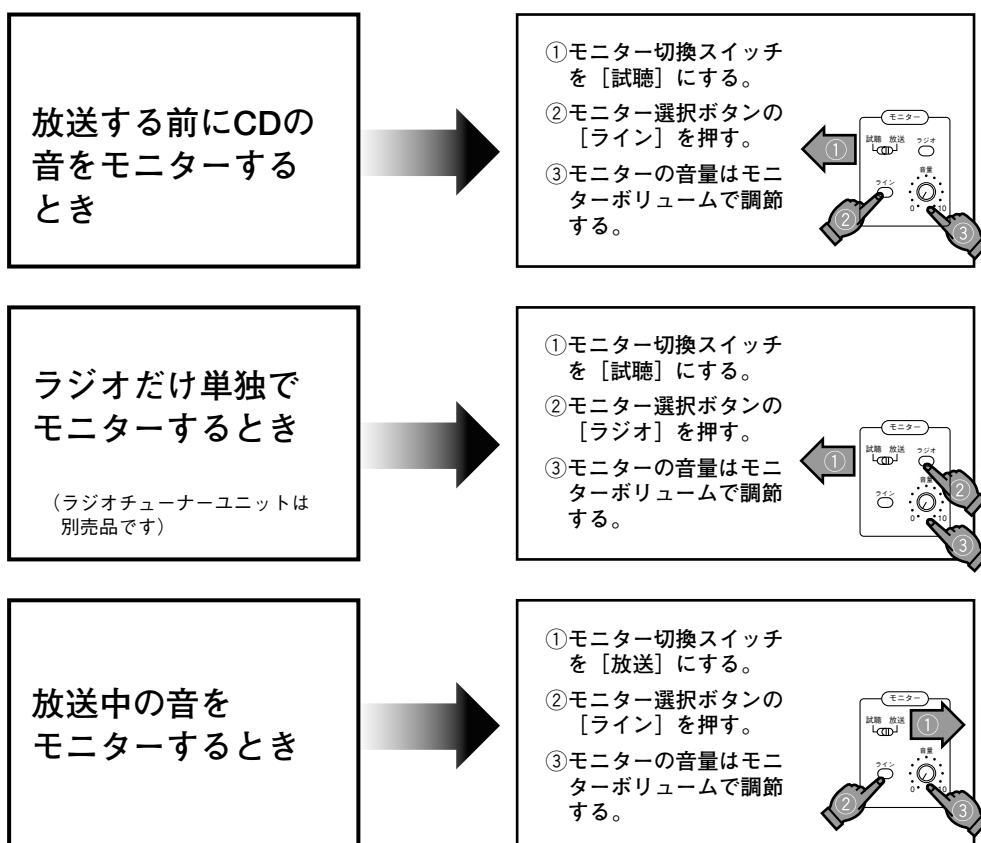 放送する前にCDの
音をモニターする
とき
①モニター切換スイッチ
を［試聴］にする。
②モニター選択ボタンの
［ライン］を押す。
③モニターの音量はモニ
ターボリュームで調節
する。
モニター
試聴 放送 ラジオ
①
音量
ライン
0 10
②
③
ラジオだけ単独で
モニターするとき
（ラジオチューナーユニットは
別売品です）
①モニター切換スイッチ
を［試聴］にする。
②モニター選択ボタンの
［ラジオ］を押す。
③モニターの音量はモニ
ターボリュームで調節
する。
モニター
試聴 放送 ラジオ
①
音量
②
ライン
0 10
③
放送中の音を
モニターするとき
①モニター切換スイッチ
を［放送］にする。
②モニター選択ボタンの
［ライン］を押す。
③モニターの音量はモニ
ターボリュームで調節
する。
モニター
試聴 放送
①
音量
ライン
0 10
②
③